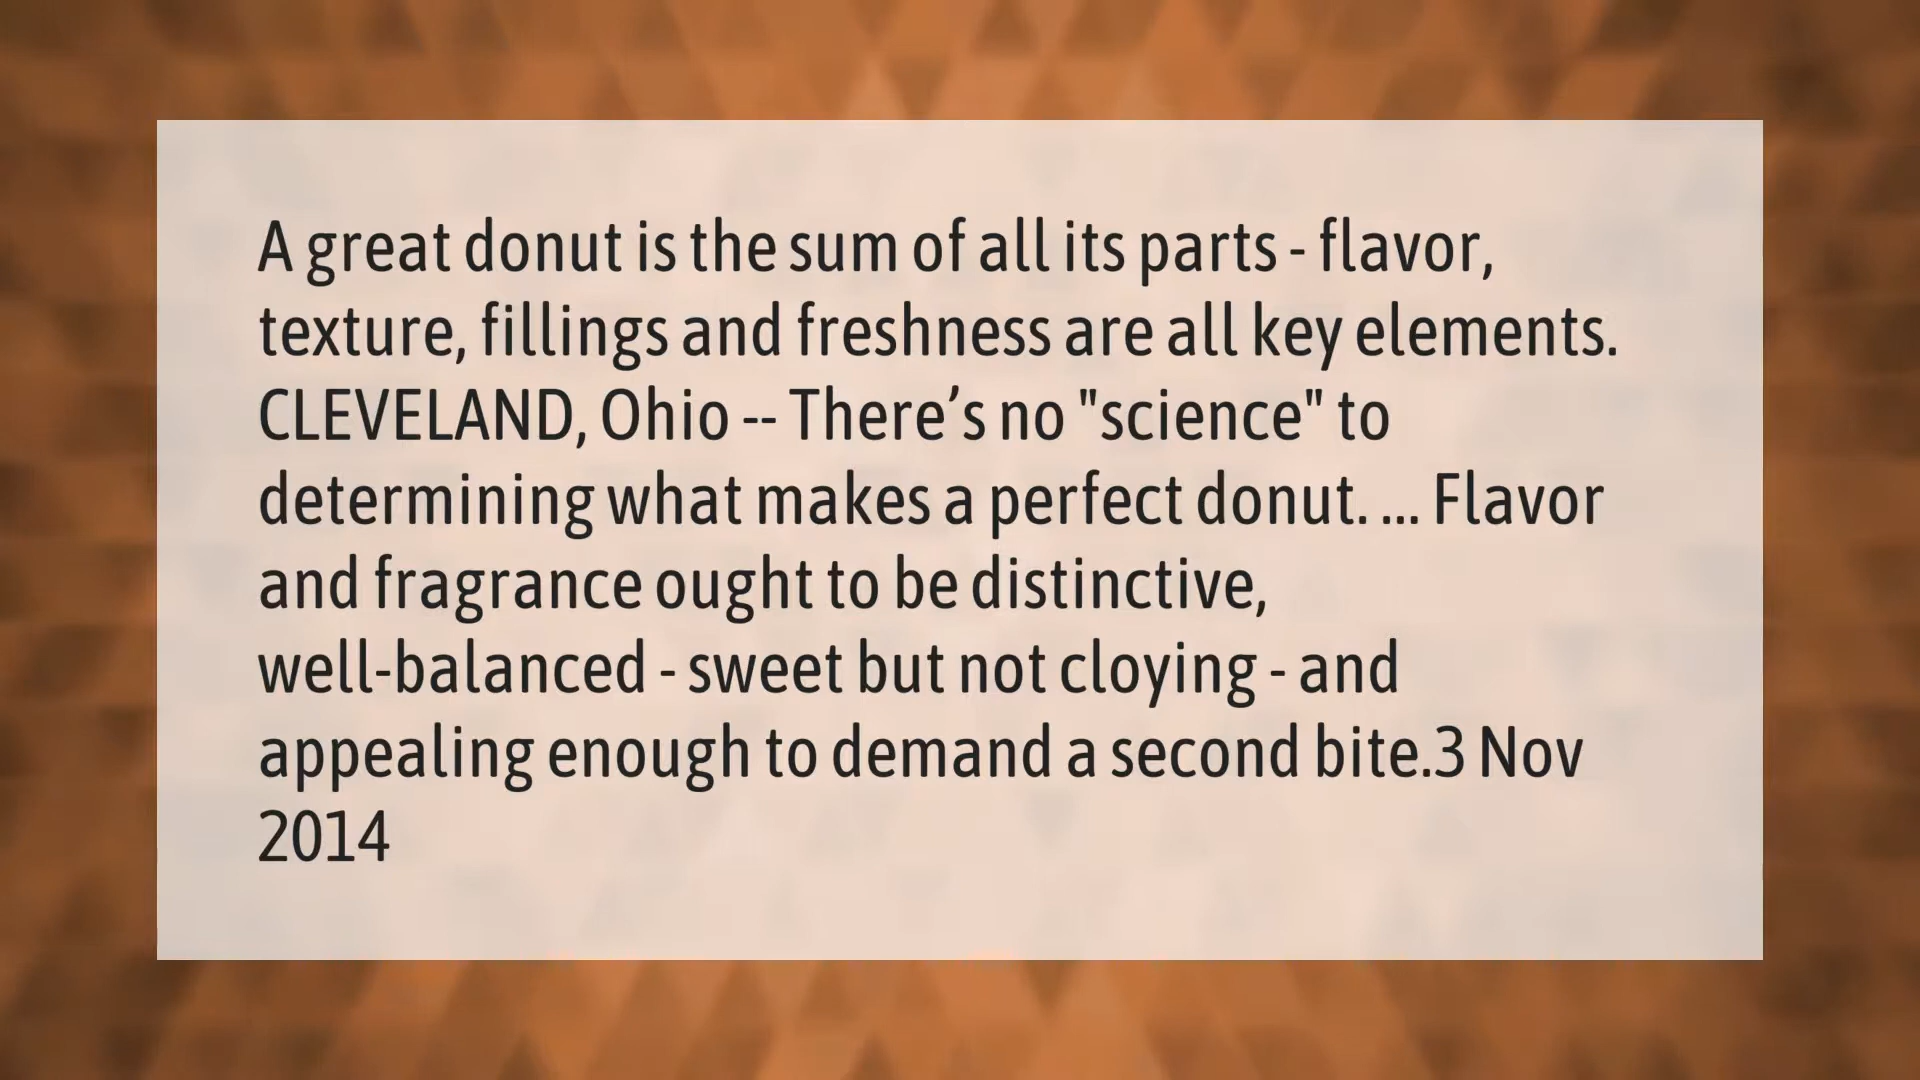 A great donut is the sum of all its parts - flavor,
texture, fillings and freshness are all key elements.
CLEVELAND, Ohio -- There’s no "science" to
determining what makes a perfect donut. ... Flavor
and fragrance ought to be distinctive,
well-balanced - sweet but not cloying - and
appealing enough to demand a second bite.3 Nov
2014